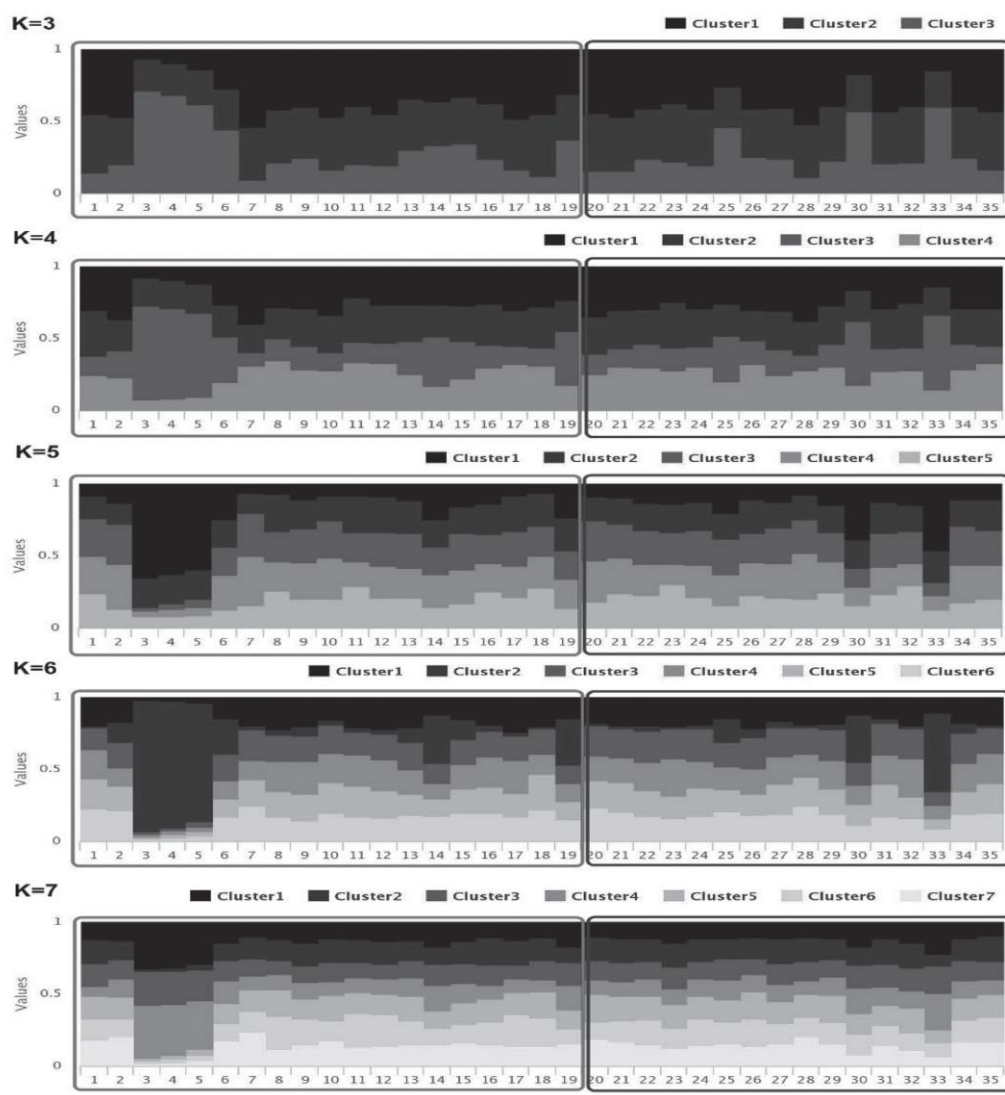 K=3
Cluster1 Cluster2 Cluster3
1
Values
0.5
0
1 2 3 4 5 6 7 8 9 10 11 12 13 14 15 16 17 18 19 20 21 22 23 24 25 26 27 28 29 30 31 32 33 34 35
K=4
Cluster1 Cluster2 Cluster3 Cluster4
1
Values
0.5
0
1 2 3 4 5 6 7 8 9 10 11 12 13 14 15 16 17 18 19 20 21 22 23 24 25 26 27 28 29 30 31 32 33 34 35
K=5
Cluster1 Cluster2 Cluster3 Cluster4 Cluster5
1
Values
0.5
0
1 2 3 4 5 6 7 8 9 10 11 12 13 14 15 16 17 18 19 20 21 22 23 24 25 26 27 28 29 30 31 32 33 34 35
K=6
Cluster1 Cluster2 Cluster3 Cluster4 Cluster5 Cluster6
1
Values
0.5
0
1 2 3 4 5 6 7 8 9 10 11 12 13 14 15 16 17 18 19 20 21 22 23 24 25 26 27 28 29 30 31 32 33 34 35
K=7
Cluster1 Cluster2 Cluster3 Cluster4 Cluster5 Cluster6 Cluster7
1
Values
0.5
0
1 2 3 4 5 6 7 8 9 10 11 12 13 14 15 16 17 18 19 20 21 22 23 24 25 26 27 28 29 30 31 32 33 34 35